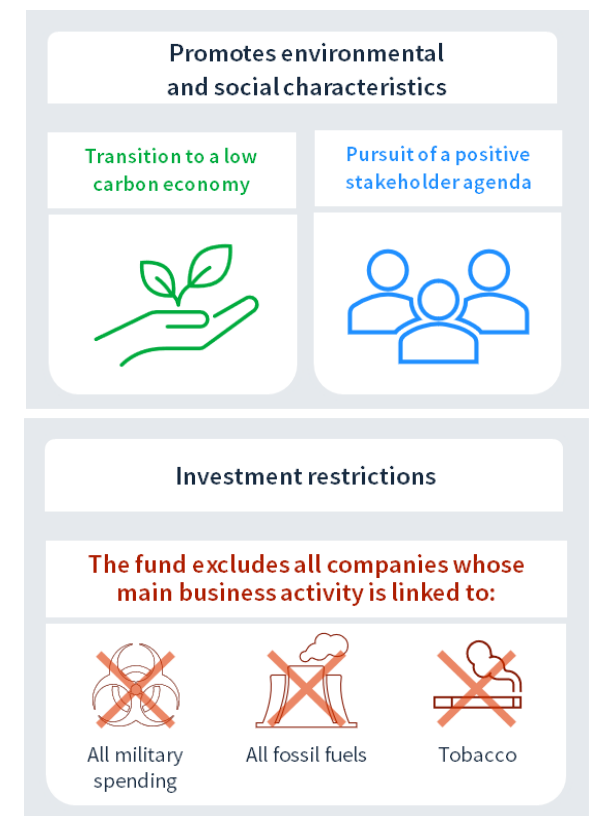 Promotes environmental
and social characteristics
Transition to a low
carbon economy
Pursuit of a positive
stakeholder agenda
Investment restrictions
The fund excludes all companies whose
main business activity is linked to:
All military
spending
All fossil fuels
Tobacco